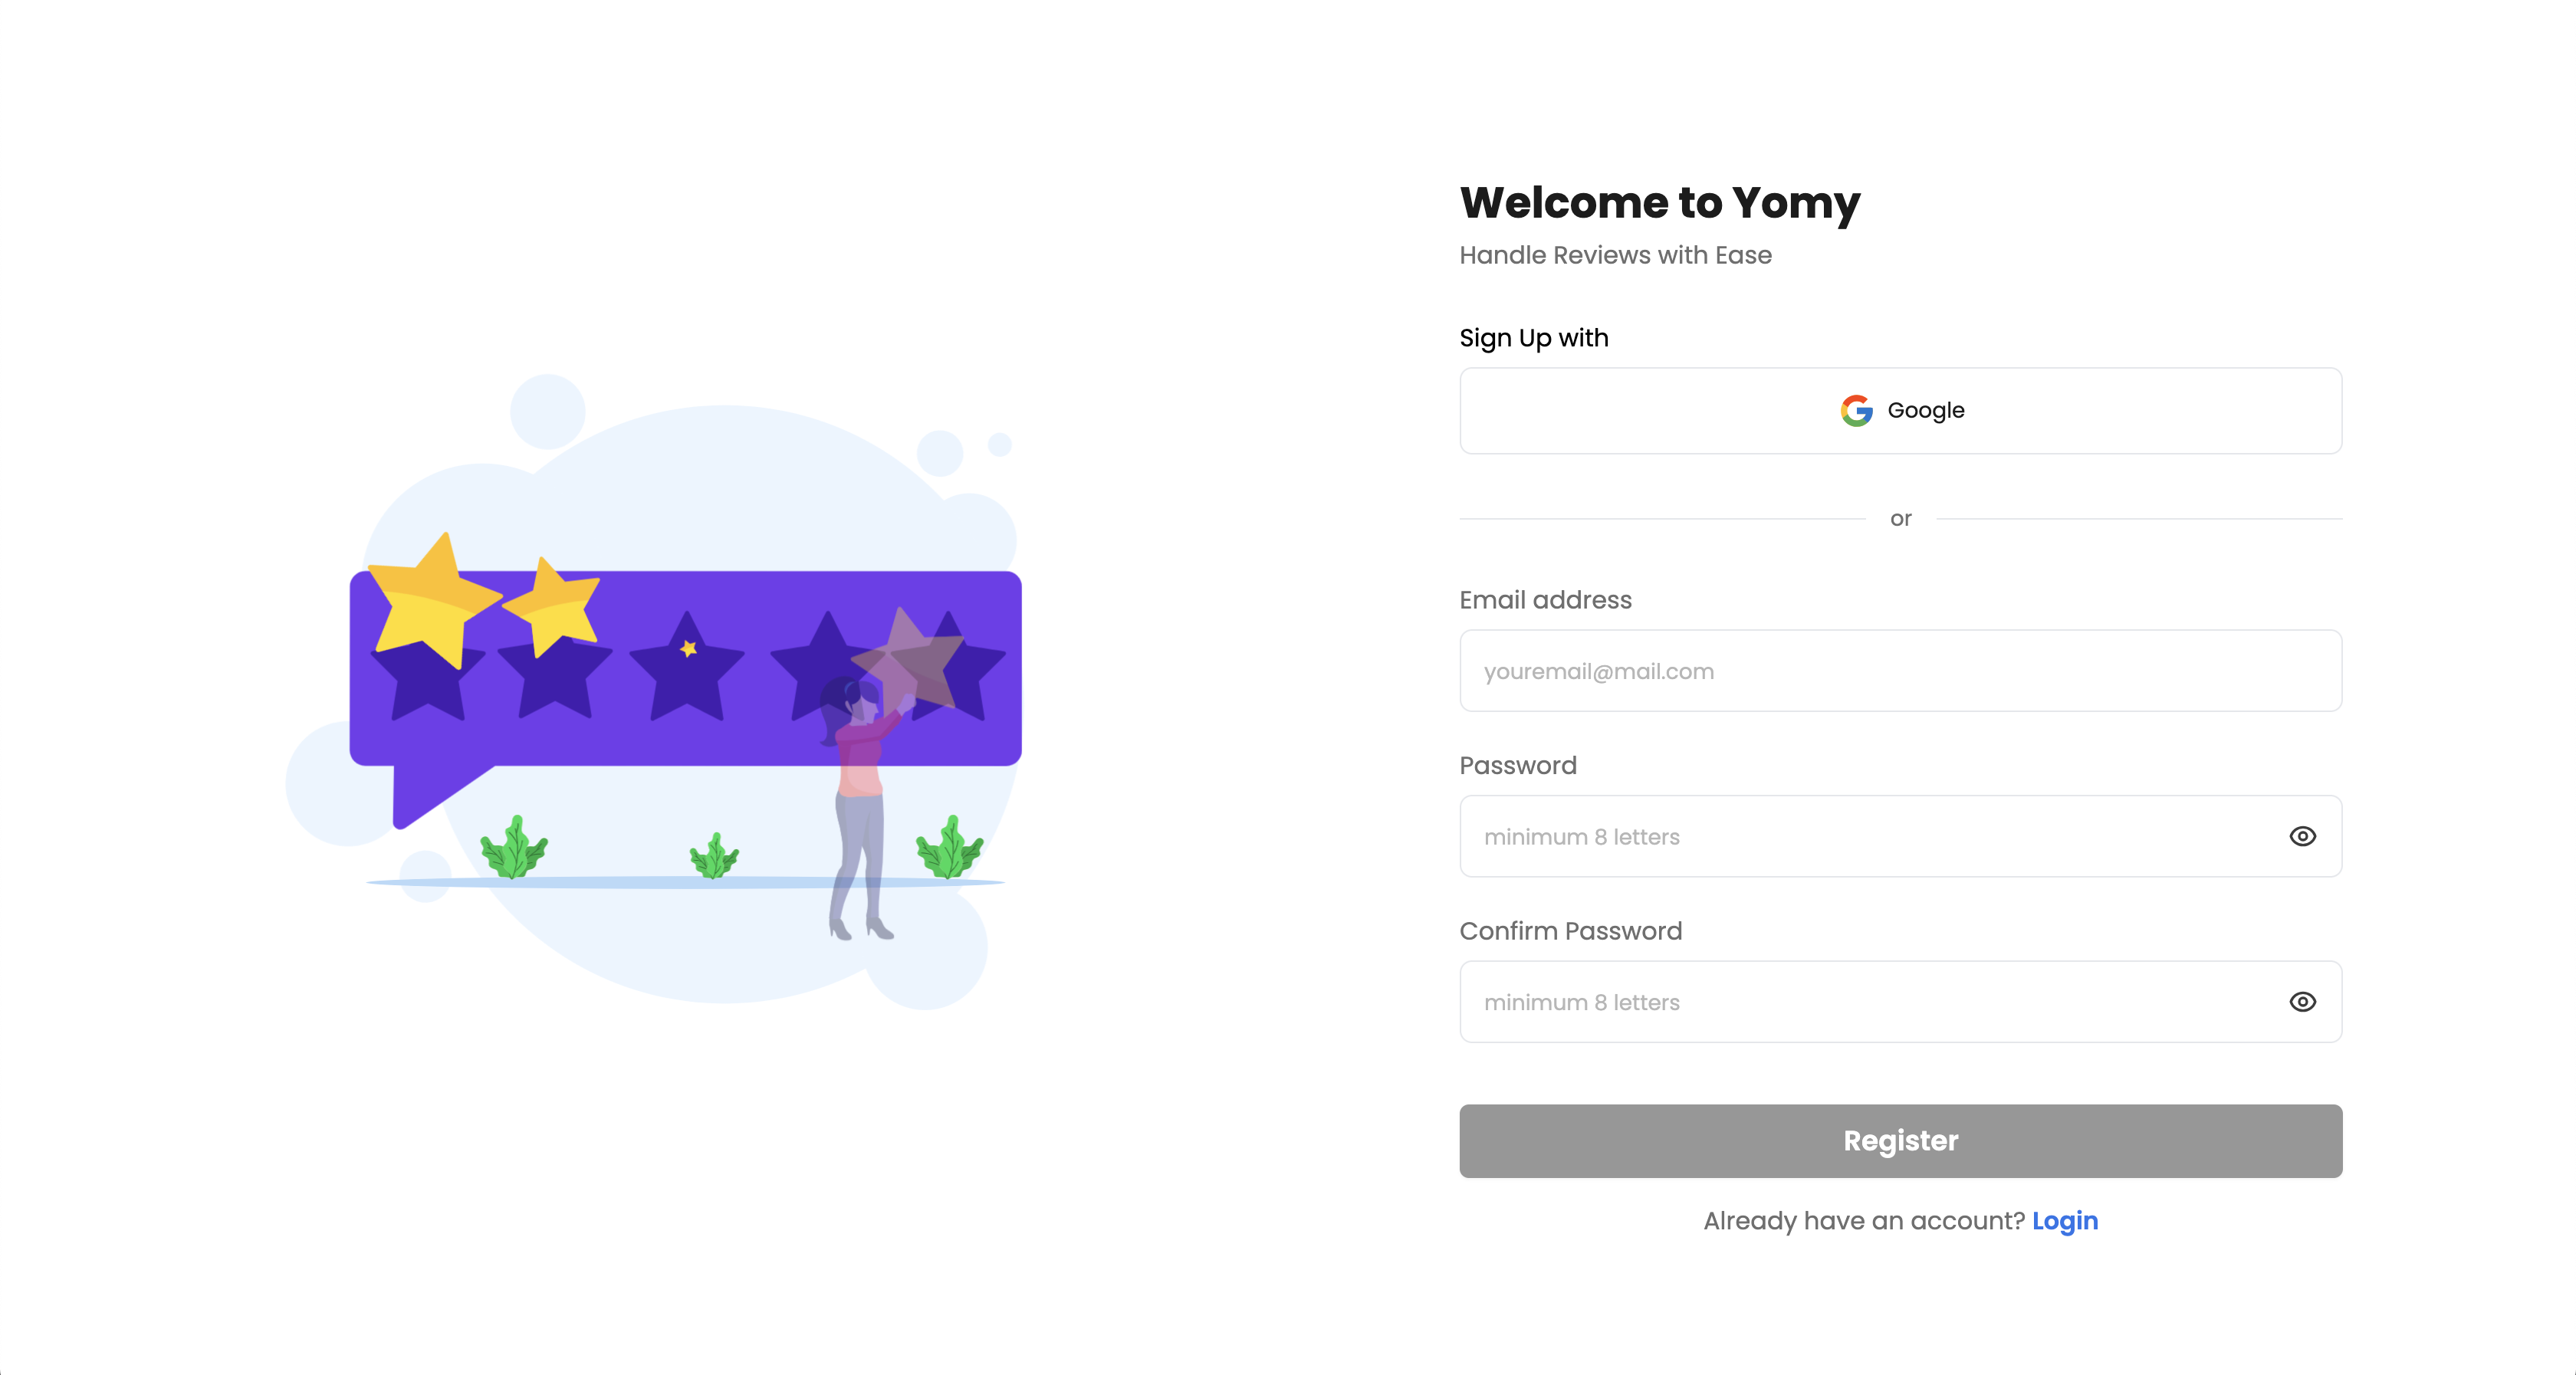 Welcome to Yomy
Handle Reviews with Ease
Sign Up with
Google
or
Email address
youremail@mail.com
Password
minimum 8 letters
Confirm Password
minimum 8 letters
Register
Already have an account? Login